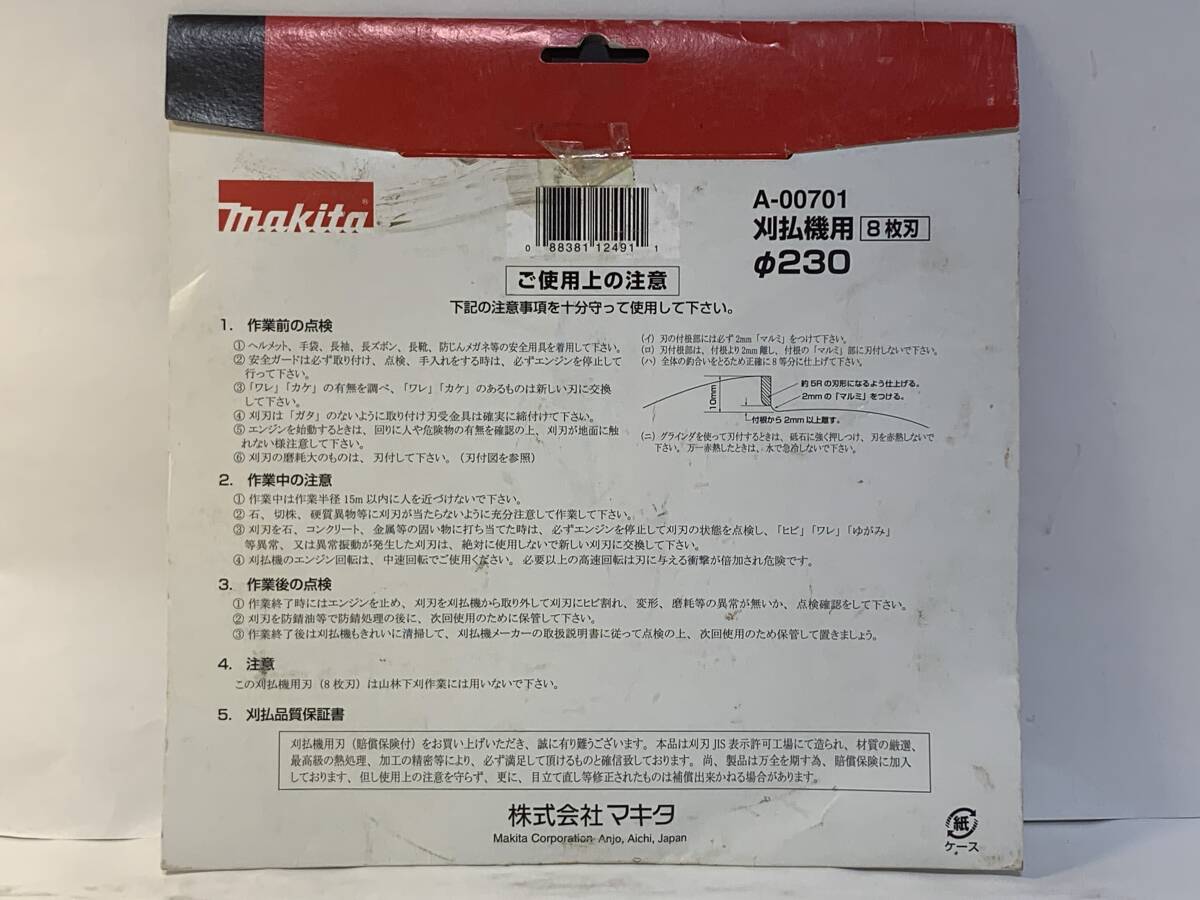 makita®
0 88381 12491 1
A-00701
刈払機用 8枚刃
φ230
ご使用上の注意
下記の注意事項を十分守って使用して下さい。
1. 作業前の点検
① ヘルメット、手袋、長袖、長ズボン、長靴、防じんメガネ等の安全用具を着用して下さい。
② 安全ガードは必ず取り付け、点検、手入れをする時は、必ずエンジンを停止して
行って下さい。
③「ワレ」「カケ」の有無を調べ、「ワレ」「カケ」のあるものは新しい刃に交換
して下さい。
④ 刈刃は「ガタ」のないように取り付け刃受金具は確実に締付けて下さい。
⑤ エンジンを始動するときは、回りに人や危険物の有無を確認の上、刈刃が地面に触
れない様注意して下さい。
⑥ 刈刃の磨耗大のものは、刃付して下さい。（刃付図を参照）
(イ) 刃の付根部には必ず2mm「マルミ」をつけて下さい。
(ロ) 刃付根部は、付根より2mm離し、付根の「マルミ」部に刃付しないで下さい。
(ハ) 全体の釣合いをとるため正確に8等分に仕上げて下さい。
10mm
約5Rの刃形になるよう仕上げる。
2mmの「マルミ」をつける。
付根から2mm以上離す。
(ニ) グラインダを使って刃付するときは、砥石に強く押しつけ、刃を赤熱しないで
下さい。万一赤熱したときは、水で急冷しないで下さい。
2. 作業中の注意
① 作業中は作業半径15m以内に人を近づけないで下さい。
② 石、切株、硬質異物等に刈刃が当たらないように充分注意して作業して下さい。
③ 刈刃を石、コンクリート、金属等の固い物に打ち当てた時は、必ずエンジンを停止して刈刃の状態を点検し、「ヒビ」「ワレ」「ゆがみ」
等異常、又は異常振動が発生した刈刃は、絶対に使用しないで新しい刈刃に交換して下さい。
④ 刈払機のエンジン回転は、中速回転でご使用ください。必要以上の高速回転は刃に与える衝撃が倍加され危険です。
3. 作業後の点検
① 作業終了時にはエンジンを止め、刈刃を刈払機から取り外して刈刃にヒビ割れ、変形、磨耗等の異常が無いか、点検確認をして下さい。
② 刈刃を防錆油等で防錆処理の後に、次回使用のために保管して下さい。
③ 作業終了後は刈払機もきれいに清掃して、刈払機メーカーの取扱説明書に従って点検の上、次回使用のため保管して置きましょう。
4. 注意
この刈払機用刃（8枚刃）は山林下刈作業には用いないで下さい。
5. 刈払品質保証書
刈払機用刃（賠償保険付）をお買い上げいただき、誠に有り難うございます。本品は刈刃JIS表示許可工場にて造られ、材質の厳選、
最高級の熱処理、加工の精密等により、必ず満足して頂けるものと確信致しております。尚、製品は万全を期す為、賠償保険に加入
しております、但し使用上の注意を守らず、更に、目立て直し等修正されたものは補償出来かねる場合があります。
株式会社マキタ
Makita Corporation Anjo, Aichi, Japan
紙
ケース